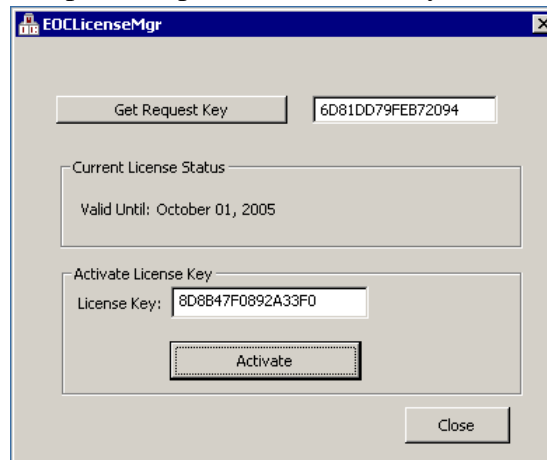 EOCLicenseMgr
Get Request Key 6D81DD79FEB72094
Current License Status
Valid Until: October 01, 2005
Activate License Key
License Key: 8D8B47F0892A33F0
Activate
Close